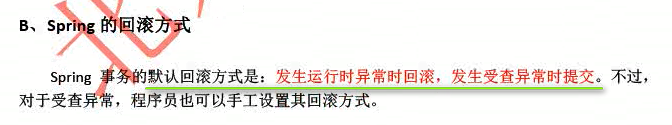 B、Spring 的回滚方式
Spring 事务的默认回滚方式是：发生运行时异常时回滚，发生受查异常时提交。不过，
对于受查异常，程序员也可以手工设置其回滚方式。